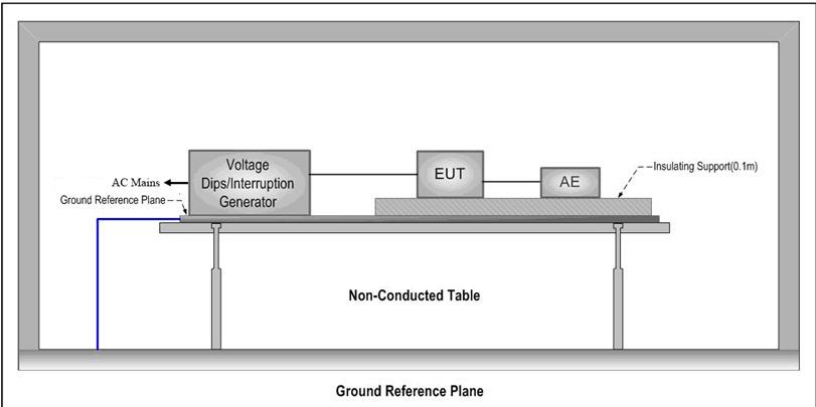 Voltage
Dips/Interruption
Generator
EUT
AE
Insulating Support(0.1m)
AC Mains
Ground Reference Plane
Non-Conducted Table
Ground Reference Plane